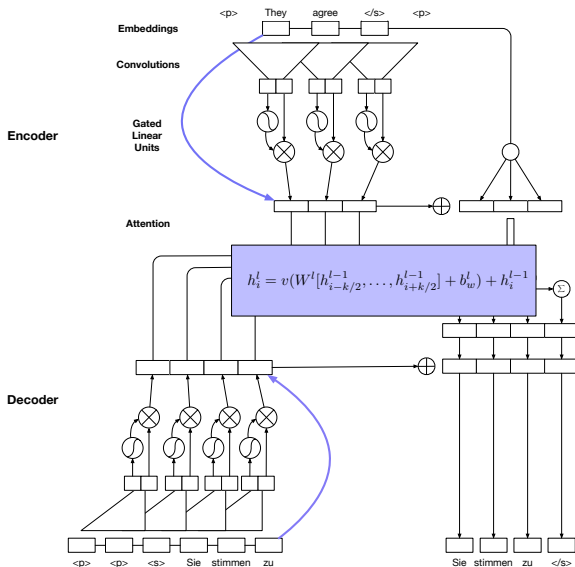 <p> They agree </s> <p>
Embeddings
Convolutions
Encoder
Gated
Linear
Units
Attention
h_i^l = v(W^l[h_{i-k/2}^{l-1}, ..., h_{i+k/2}^{l-1}] + b_w^l) + h_i^{l-1}
Σ
Decoder
<p> <p> <s> Sie stimmen zu
Sie stimmen zu </s>